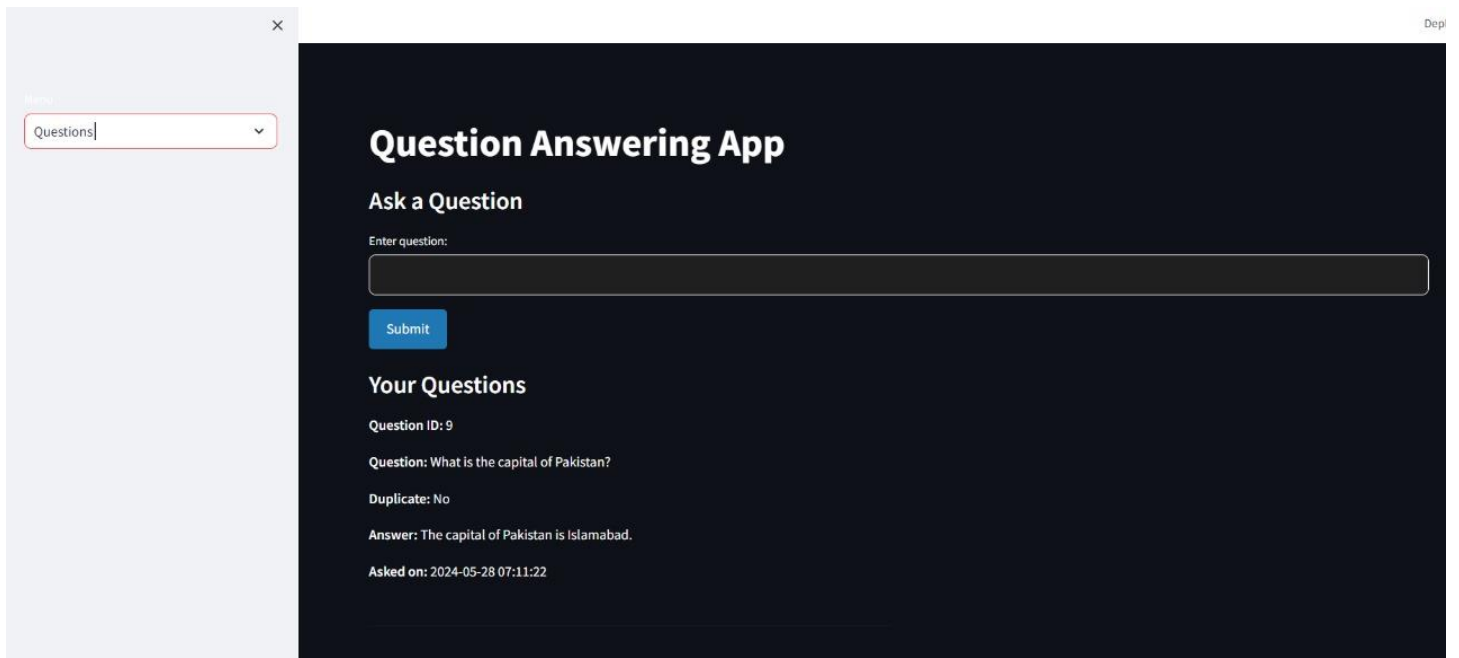 Depl
Menu
Questions
Question Answering App
Ask a Question
Enter question:
Submit
Your Questions
Question ID: 9
Question: What is the capital of Pakistan?
Duplicate: No
Answer: The capital of Pakistan is Islamabad.
Asked on: 2024-05-28 07:11:22